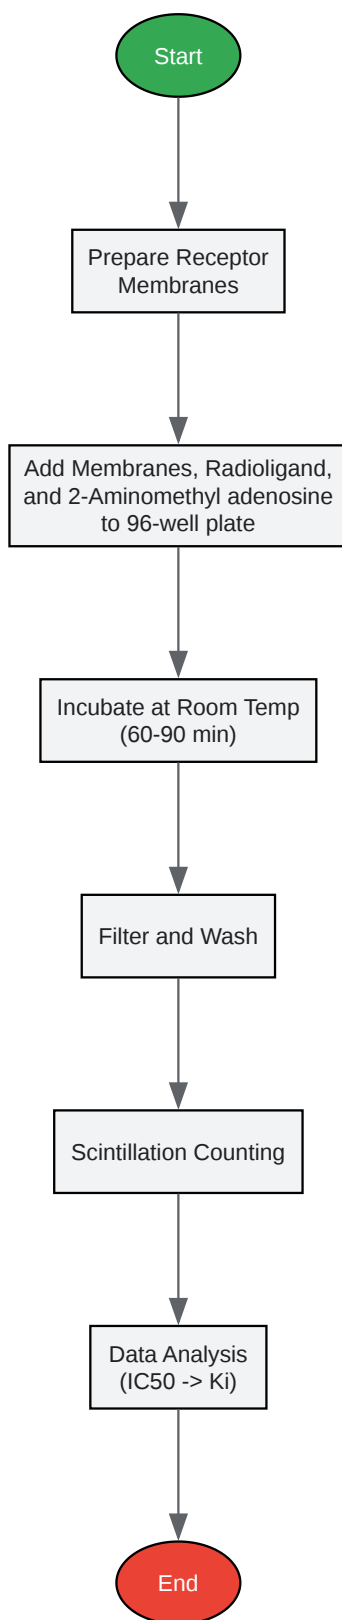 Start
Prepare Receptor
Membranes
Add Membranes, Radioligand,
and 2-Aminomethyl adenosine
to 96-well plate
Incubate at Room Temp
(60-90 min)
Filter and Wash
Scintillation Counting
Data Analysis
(IC50 -> Ki)
End